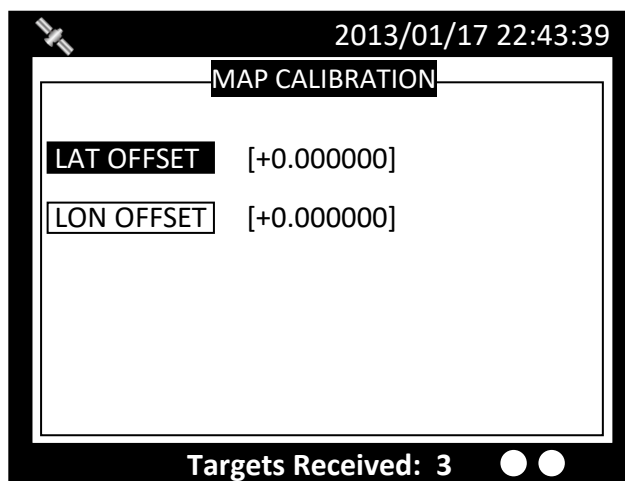 2013/01/17 22:43:39
MAP CALIBRATION
LAT OFFSET [+0.000000]
LON OFFSET [+0.000000]
Targets Received: 3